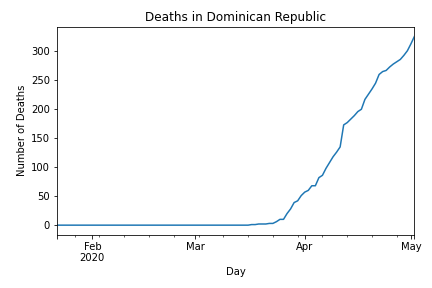 Deaths in Dominican Republic
Number of Deaths
300
250
200
150
100
50
0
Feb
2020
Mar
Apr
May
Day